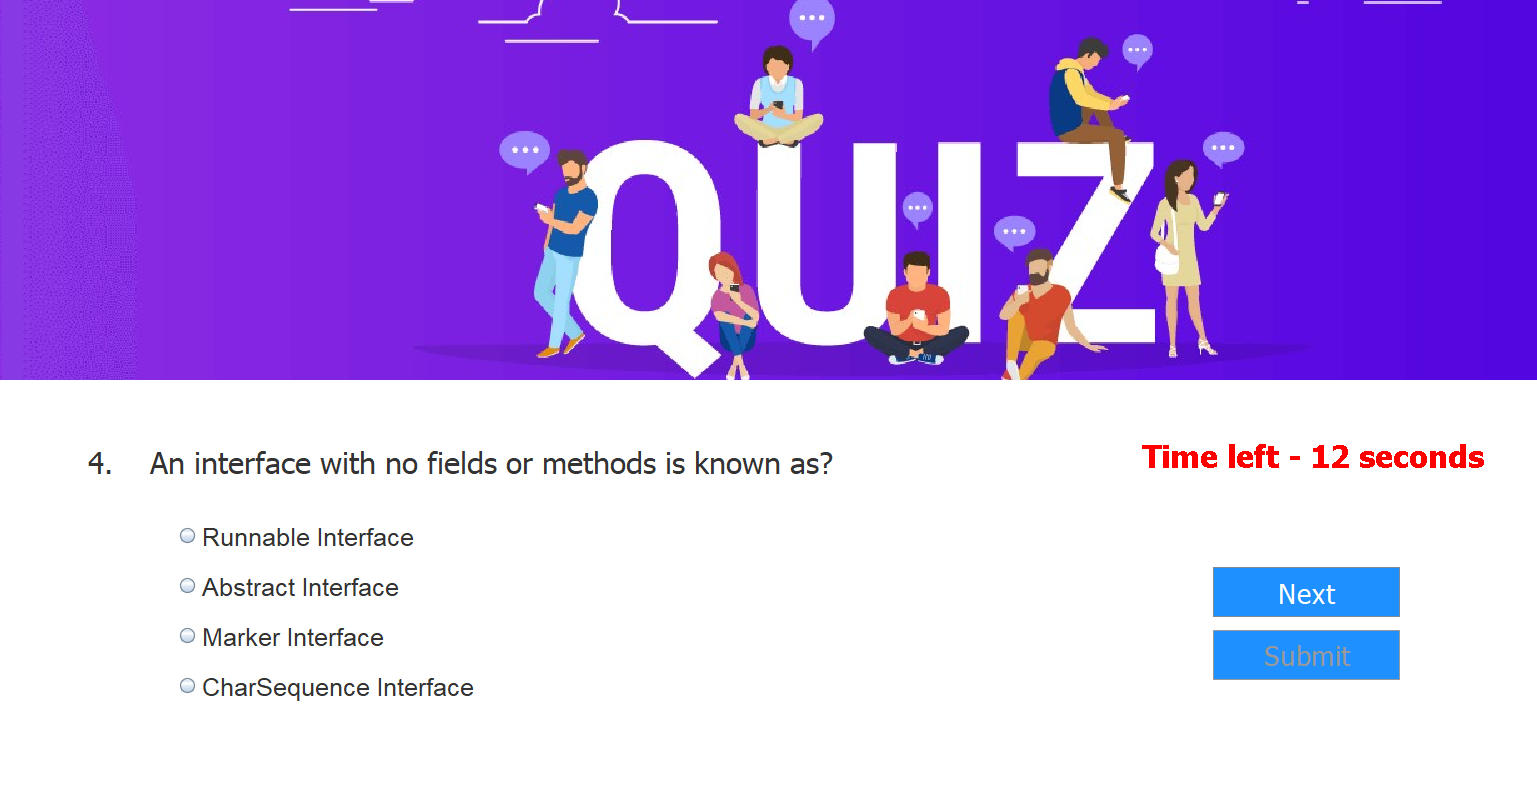 QUIZ
4. An interface with no fields or methods is known as?
Time left - 12 seconds
Runnable Interface
Abstract Interface
Marker Interface
CharSequence Interface
Next
Submit